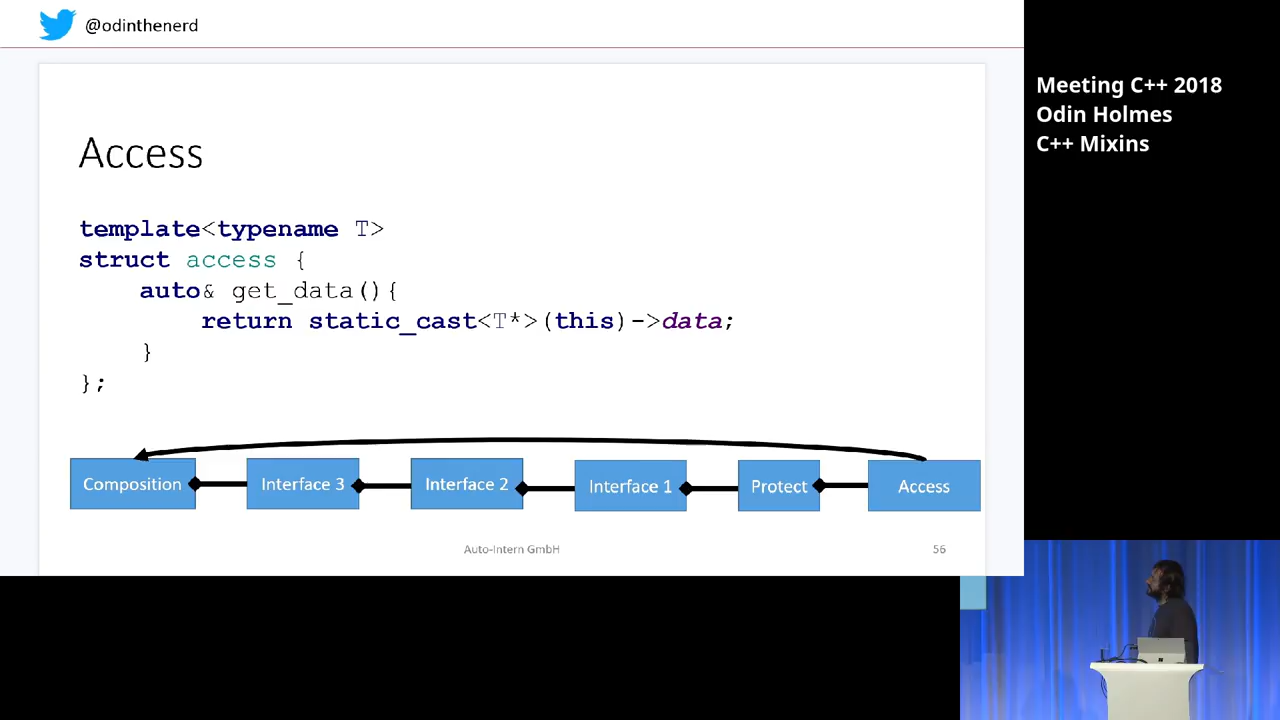 @odinthenerd
Meeting C++ 2018
Odin Holmes
C++ Mixins
Access
template<typename T>
struct access {
    auto& get_data(){
        return static_cast<T*>(this)->data;
    }
};
Composition
Interface 3
Interface 2
Interface 1
Protect
Access
Auto-Intern GmbH
56